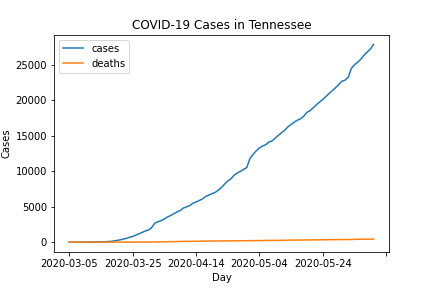 COVID-19 Cases in Tennessee
cases
deaths
25000
20000
15000
10000
5000
0
Cases
2020-03-05 2020-03-25 2020-04-14 2020-05-04 2020-05-24
Day